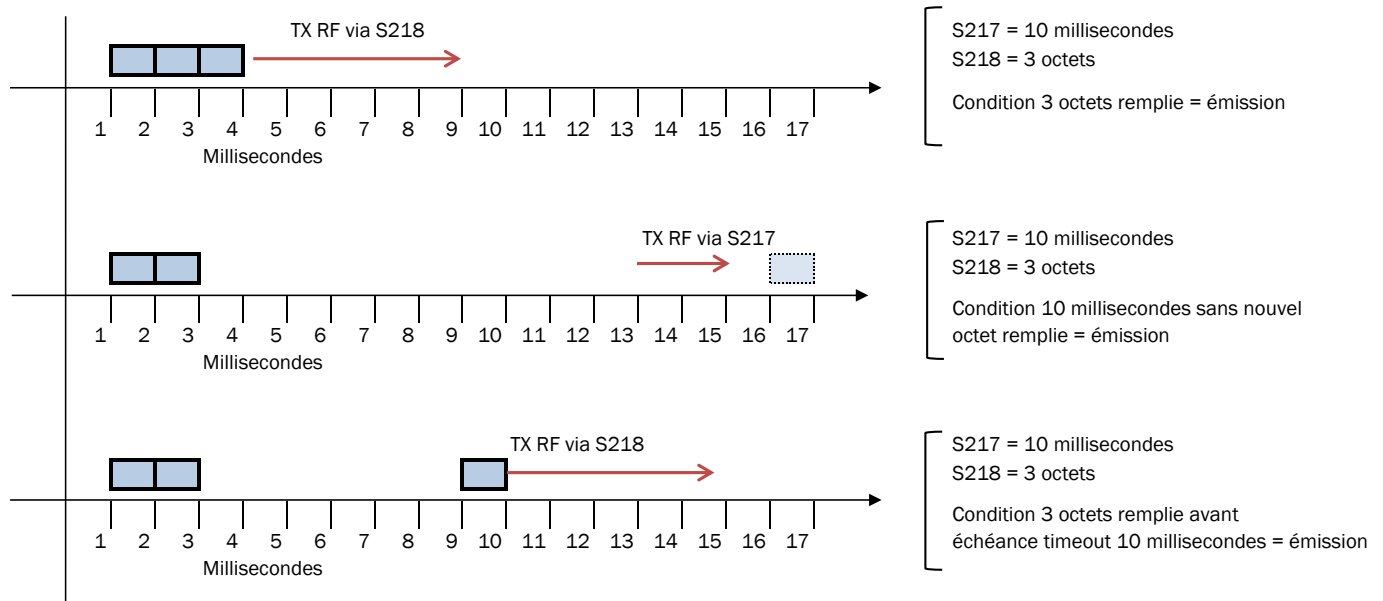 TX RF via S218
1 2 3 4 5 6 7 8 9 10 11 12 13 14 15 16 17
Millisecondes
S217 = 10 millisecondes
S218 = 3 octets
Condition 3 octets remplie = émission
TX RF via S217
1 2 3 4 5 6 7 8 9 10 11 12 13 14 15 16 17
Millisecondes
S217 = 10 millisecondes
S218 = 3 octets
Condition 10 millisecondes sans nouvel
octet remplie = émission
TX RF via S218
1 2 3 4 5 6 7 8 9 10 11 12 13 14 15 16 17
Millisecondes
S217 = 10 millisecondes
S218 = 3 octets
Condition 3 octets remplie avant
échéance timeout 10 millisecondes = émission